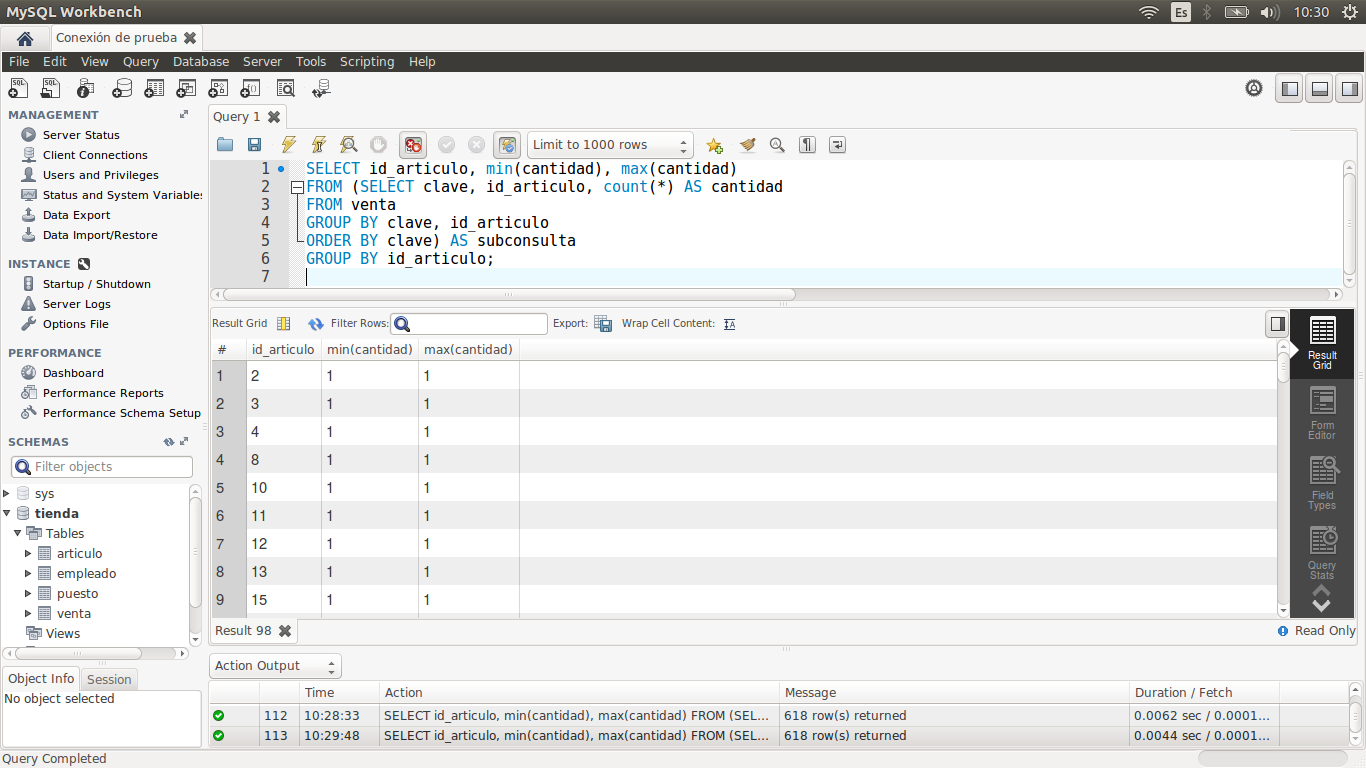 MySQL Workbench
Es
10:30
Conexión de prueba
File Edit View Query Database Server Tools Scripting Help
MANAGEMENT
Server Status
Client Connections
Users and Privileges
Status and System Variables
Data Export
Data Import/Restore
INSTANCE
Startup / Shutdown
Server Logs
Options File
PERFORMANCE
Dashboard
Performance Reports
Performance Schema Setup
SCHEMAS
Filter objects
sys
tienda
Tables
articulo
empleado
puesto
venta
Views
Object Info Session
No object selected
Query 1
Limit to 1000 rows
1 SELECT id_articulo, min(cantidad), max(cantidad)
2 FROM (SELECT clave, id_articulo, count(*) AS cantidad
3 FROM venta
4 GROUP BY clave, id_articulo
5 ORDER BY clave) AS subconsulta
6 GROUP BY id_articulo;
7
Result Grid Filter Rows: Export: Wrap Cell Content:
# id_articulo min(cantidad) max(cantidad)
1 2 1 1
2 3 1 1
3 4 1 1
4 8 1 1
5 10 1 1
6 11 1 1
7 12 1 1
8 13 1 1
9 15 1 1
Result Grid
Form Editor
Field Types
Query Stats
Result 98
Read Only
Action Output
Time Action Message Duration / Fetch
112 10:28:33 SELECT id_articulo, min(cantidad), max(cantidad) FROM (SEL... 618 row(s) returned 0.0062 sec / 0.0001...
113 10:29:48 SELECT id_articulo, min(cantidad), max(cantidad) FROM (SEL... 618 row(s) returned 0.0044 sec / 0.0001...
Query Completed